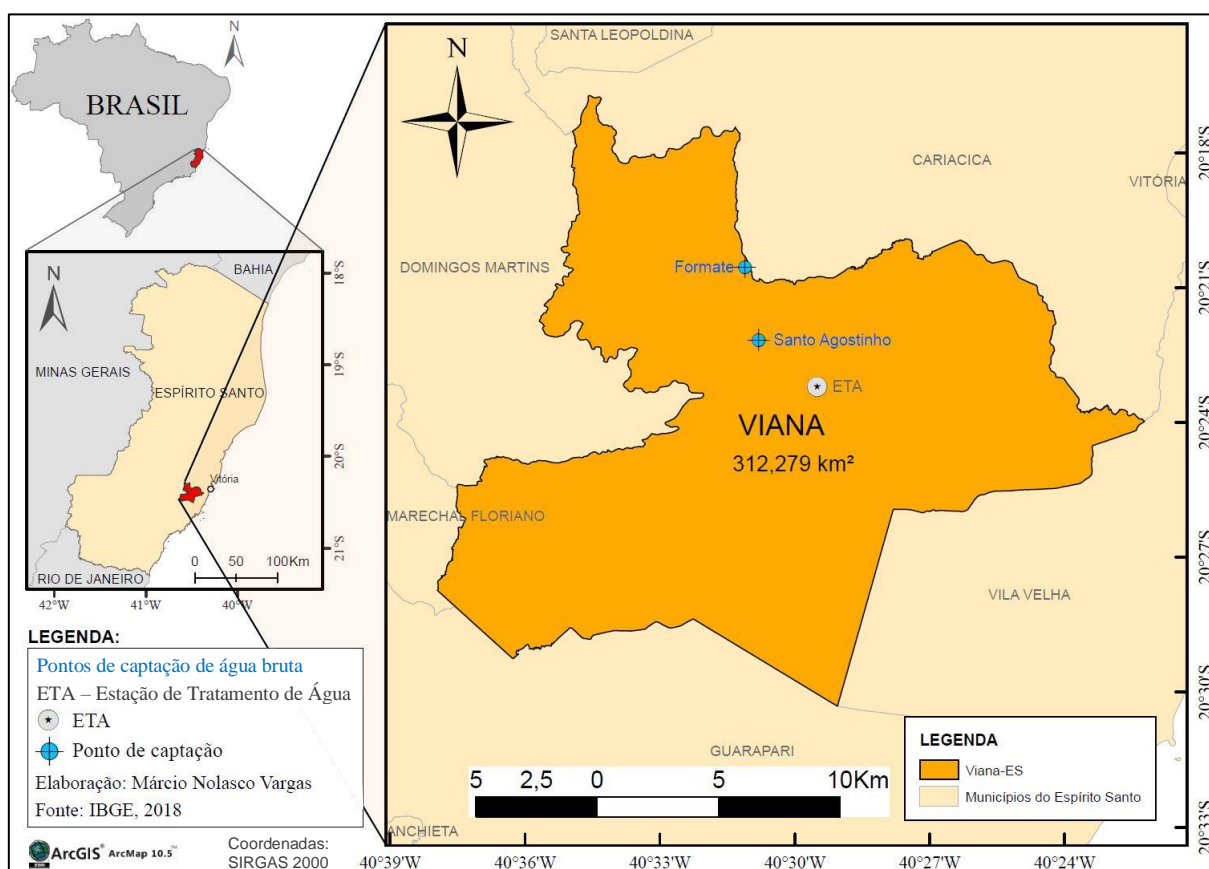 N
BRASIL
N
BAHIA
MINAS GERAIS
ESPÍRITO SANTO
Vitória
RIO DE JANEIRO
0 50 100Km
18°S
19°S
20°S
21°S
42°W 41°W 40°W
LEGENDA:
Pontos de captação de água bruta
ETA – Estação de Tratamento de Água
ETA
Ponto de captação
Elaboração: Márcio Nolasco Vargas
Fonte: IBGE, 2018
ArcGIS® ArcMap 10.5™
esri
Coordenadas:
SIRGAS 2000
N
SANTA LEOPOLDINA
CARIACICA
VITÓRIA
DOMINGOS MARTINS
Formate
Santo Agostinho
ETA
VIANA
312,279 km²
MARECHAL FLORIANO
VILA VELHA
GUARAPARI
ANCHIETA
5 2,5 0 5 10Km
LEGENDA
Viana-ES
Municípios do Espírito Santo
20°18'S
20°21'S
20°24'S
20°27'S
20°30'S
20°33'S
40°39'W 40°36'W 40°33'W 40°30'W 40°27'W 40°24'W